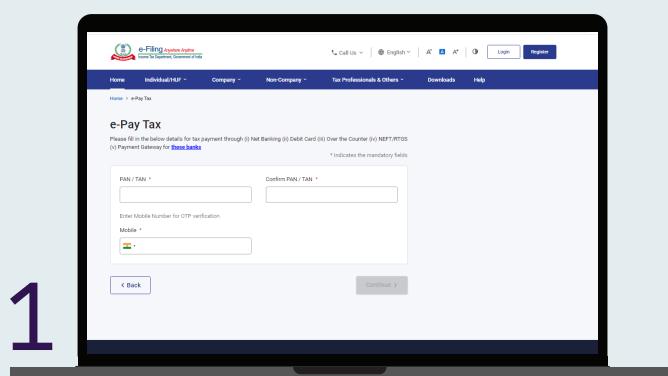 e-Filing Anywhere Anytime
Income Tax Department, Government of India
Call Us
English
A-
A
A+
Login
Register
Home
Individual/HUF
Company
Non-Company
Tax Professionals & Others
Downloads
Help
Home > e-Pay Tax
e-Pay Tax
Please fill in the below details for tax payment through (i) Net Banking (ii) Debit Card (iii) Over the Counter (iv) NEFT/RTGS
(v) Payment Gateway for these banks
* Indicates the mandatory fields
PAN / TAN *
Confirm PAN / TAN *
Enter Mobile Number for OTP verification
Mobile *
< Back
Continue >
1